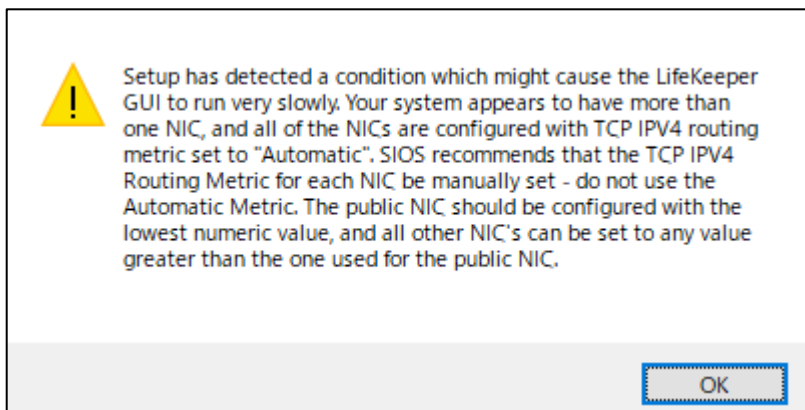 Setup has detected a condition which might cause the LifeKeeper
GUI to run very slowly. Your system appears to have more than
one NIC, and all of the NICs are configured with TCP IPV4 routing
metric set to "Automatic". SIOS recommends that the TCP IPV4
Routing Metric for each NIC be manually set - do not use the
Automatic Metric. The public NIC should be configured with the
lowest numeric value, and all other NIC's can be set to any value
greater than the one used for the public NIC.
OK